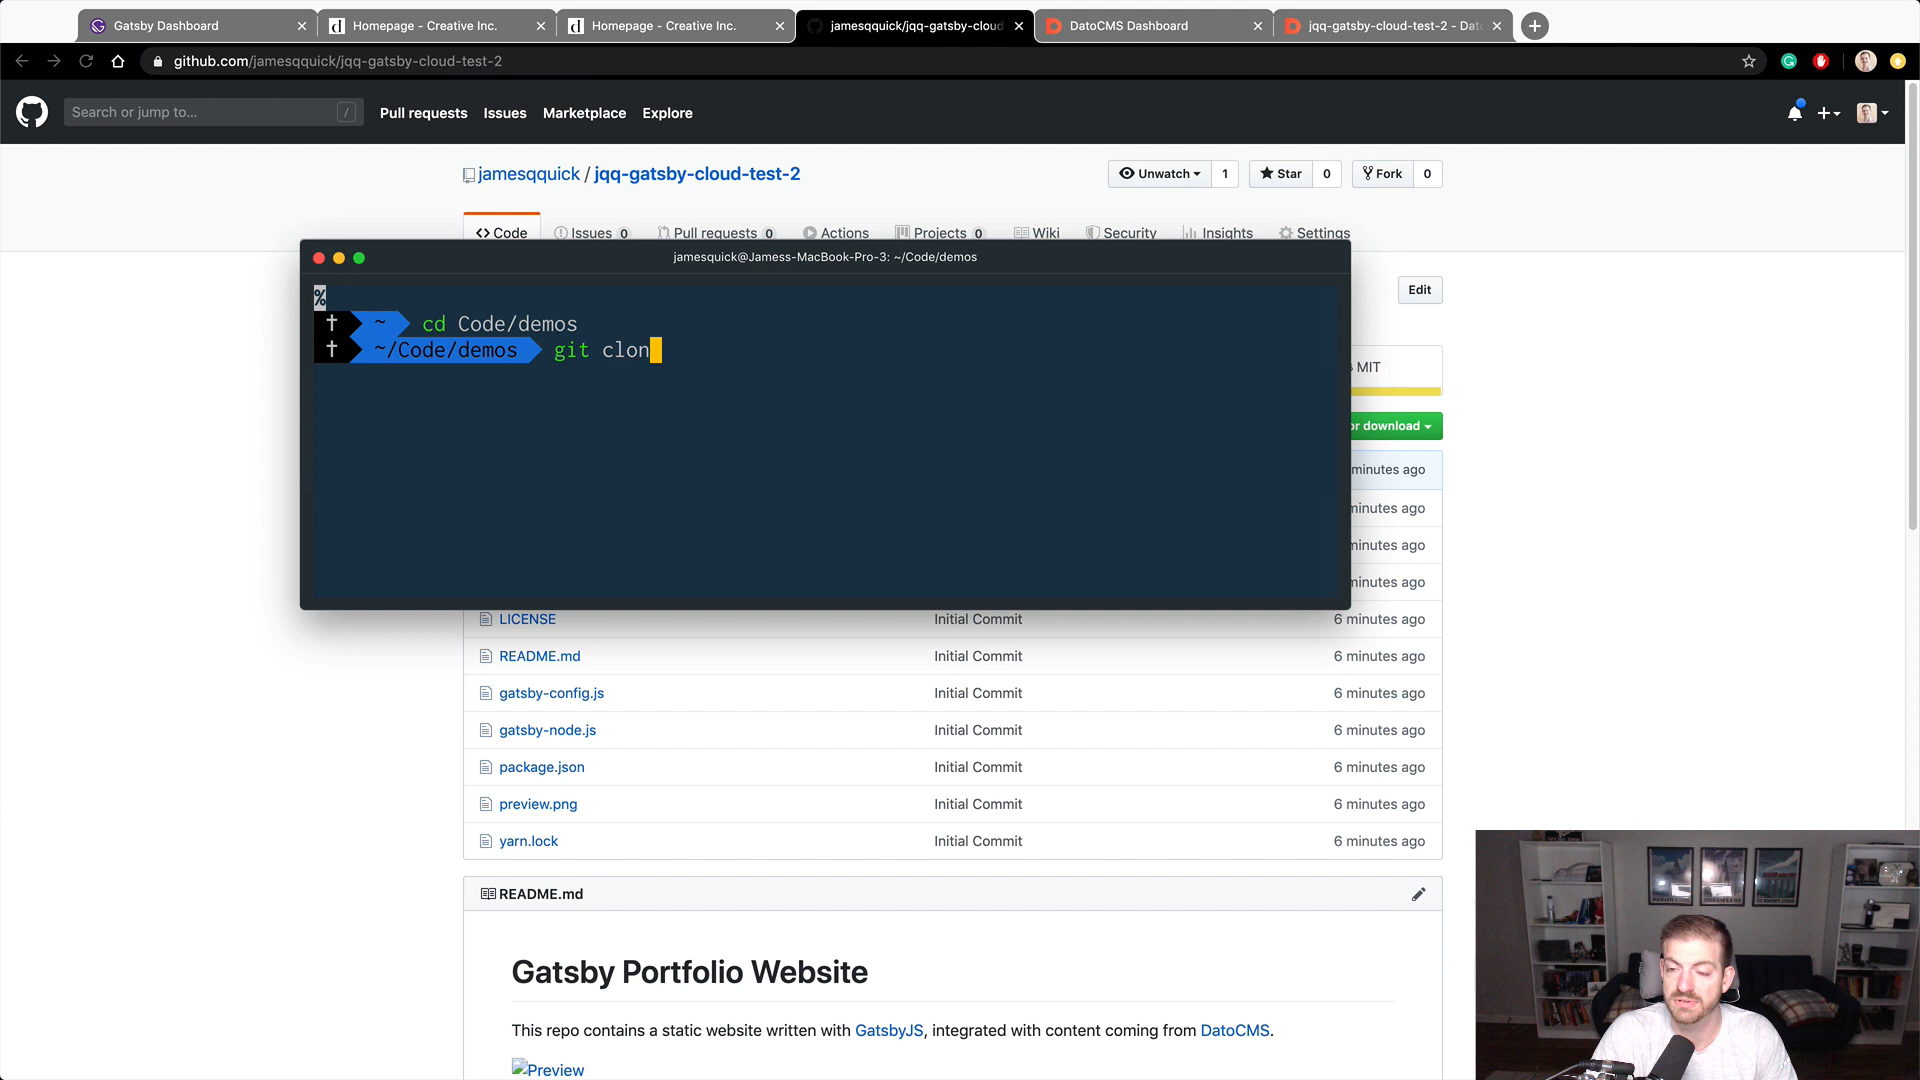 Gatsby Dashboard
Homepage - Creative Inc.
Homepage - Creative Inc.
jamesqquick/jqq-gatsby-cloud
DatoCMS Dashboard
jqq-gatsby-cloud-test-2 - Dat
github.com/jamesqquick/jqq-gatsby-cloud-test-2
Search or jump to...
/
Pull requests
Issues
Marketplace
Explore
jamesqquick / jqq-gatsby-cloud-test-2
Unwatch 1
Star 0
Fork 0
Code
Issues 0
Pull requests 0
Actions
Projects 0
Wiki
Security
Insights
Settings
jamesquick@Jamess-MacBook-Pro-3: ~/Code/demos
%
† ~ cd Code/demos
† ~/Code/demos git clon
Edit
MIT
or download
minutes ago
minutes ago
minutes ago
minutes ago
LICENSE Initial Commit 6 minutes ago
README.md Initial Commit 6 minutes ago
gatsby-config.js Initial Commit 6 minutes ago
gatsby-node.js Initial Commit 6 minutes ago
package.json Initial Commit 6 minutes ago
preview.png Initial Commit 6 minutes ago
yarn.lock Initial Commit 6 minutes ago
README.md
Gatsby Portfolio Website
This repo contains a static website written with GatsbyJS, integrated with content coming from DatoCMS.
Preview